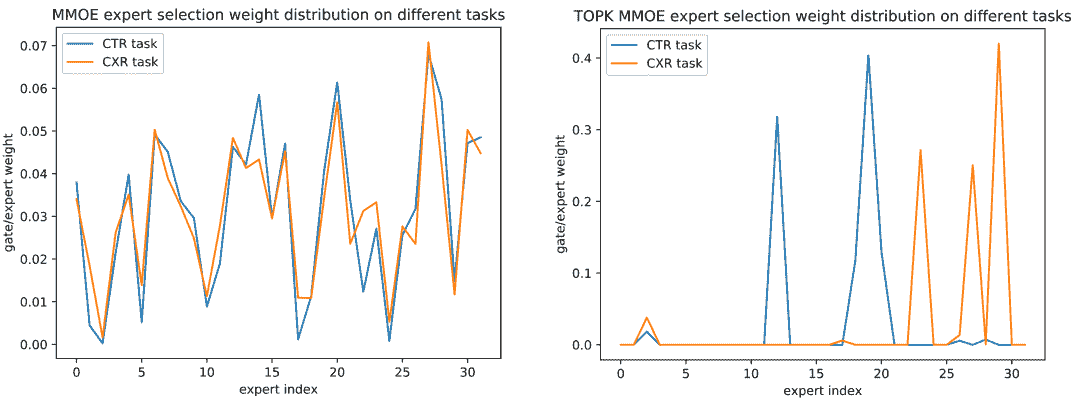 MMOE expert selection weight distribution on different tasks
CTR task
CXR task
gate/expert weight
0.07
0.06
0.05
0.04
0.03
0.02
0.01
0.00
0 5 10 15 20 25 30
expert index
TOPK MMOE expert selection weight distribution on different tasks
CTR task
CXR task
gate/expert weight
0.4
0.3
0.2
0.1
0.0
0 5 10 15 20 25 30
expert index